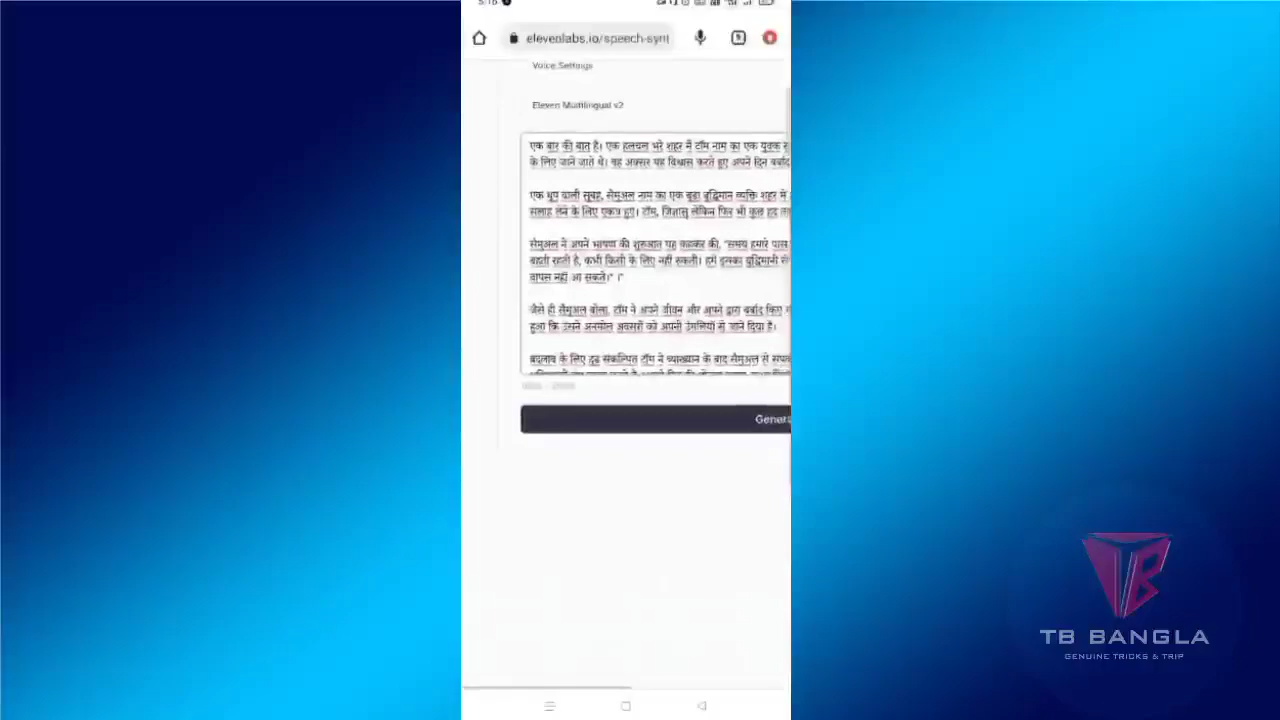 5:16
elevenlabs.io/speech-synt
Voice Settings
Eleven Multilingual v2
एक बार की बात है। एक हलचल भरे शहर में टॉम नाम का एक युवक र
के लिए जाने जाते थे। वह अक्सर यह विश्वास करते हुए अपने दिन बर्बाद
एक धूप वाली सुबह, सैमुअल नाम का एक बूढ़ा बुद्धिमान व्यक्ति शहर में
सलाह लेने के लिए एकत्र हुए। टॉम, जिज्ञासु लेकिन फिर भी कुछ हद त
सैमुअल ने अपने भाषण की शुरुआत यह कहकर की, "समय हमारे पास
बहती रहती है, कभी किसी के लिए नहीं रुकती। हमें इसका बुद्धिमानी से
वापस नहीं आ सकते।" ।"
जैसे ही सैमुअल बोला, टॉम ने अपने जीवन और अपने द्वारा बर्बाद किए ग
हुआ कि उसने अनमोल अवसरों को अपनी उंगलियों से जाने दिया है।
बदलाव के लिए दृढ़ संकल्पित टॉम ने व्याख्यान के बाद सैमुअल से संपर्क
Genera
TB BANGLA
GENUINE TRICKS & TRIP